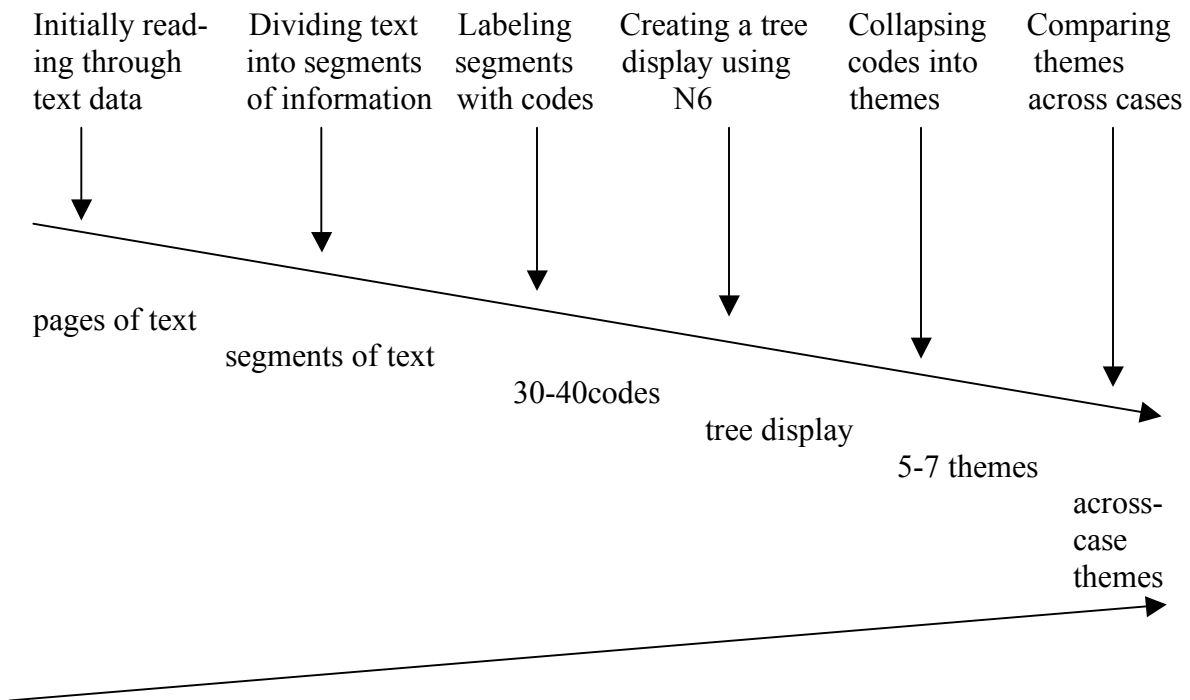 Initially read-
ing through
text data
Dividing text
into segments
of information
Labeling
segments
with codes
Creating a tree
display using
N6
Collapsing
codes into
themes
Comparing
themes
across cases
pages of text
segments of text
30-40codes
tree display
5-7 themes
across-
case
themes